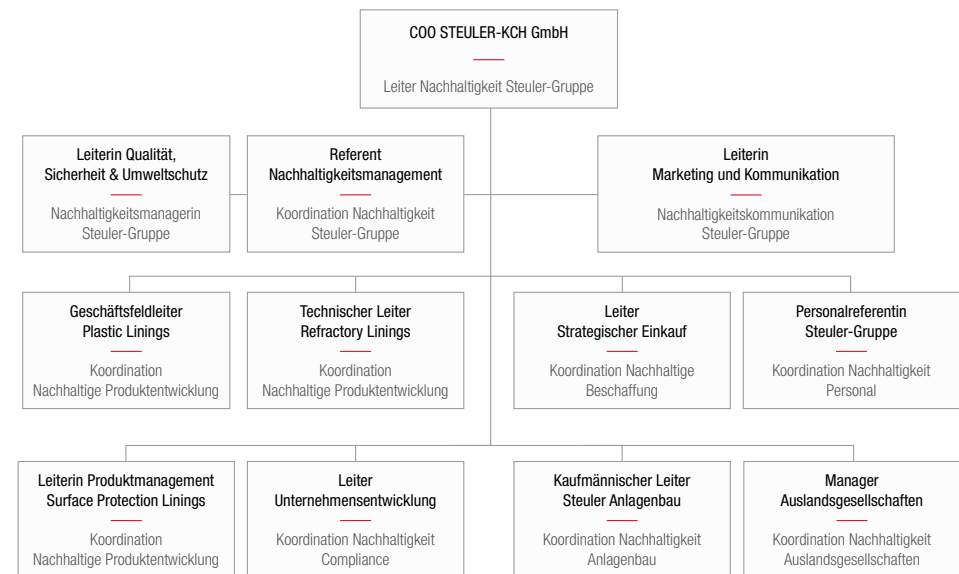 COO STEULER-KCH GmbH
Leiter Nachhaltigkeit Steuler-Gruppe
Leiterin Qualität,
Sicherheit & Umweltschutz
Nachhaltigkeitsmanagerin
Steuler-Gruppe
Referent
Nachhaltigkeitsmanagement
Koordination Nachhaltigkeit
Steuler-Gruppe
Leiterin
Marketing und Kommunikation
Nachhaltigkeitskommunikation
Steuler-Gruppe
Geschäftsfeldleiter
Plastic Linings
Koordination
Nachhaltige Produktentwicklung
Technischer Leiter
Refractory Linings
Koordination
Nachhaltige Produktentwicklung
Leiter
Strategischer Einkauf
Koordination Nachhaltige
Beschaffung
Personalreferentin
Steuler-Gruppe
Koordination Nachhaltigkeit
Personal
Leiterin Produktmanagement
Surface Protection Linings
Koordination
Nachhaltige Produktentwicklung
Leiter
Unternehmensentwicklung
Koordination Nachhaltigkeit
Compliance
Kaufmännischer Leiter
Steuler Anlagenbau
Koordination Nachhaltigkeit
Anlagenbau
Manager
Auslandsgesellschaften
Koordination Nachhaltigkeit
Auslandsgesellschaften